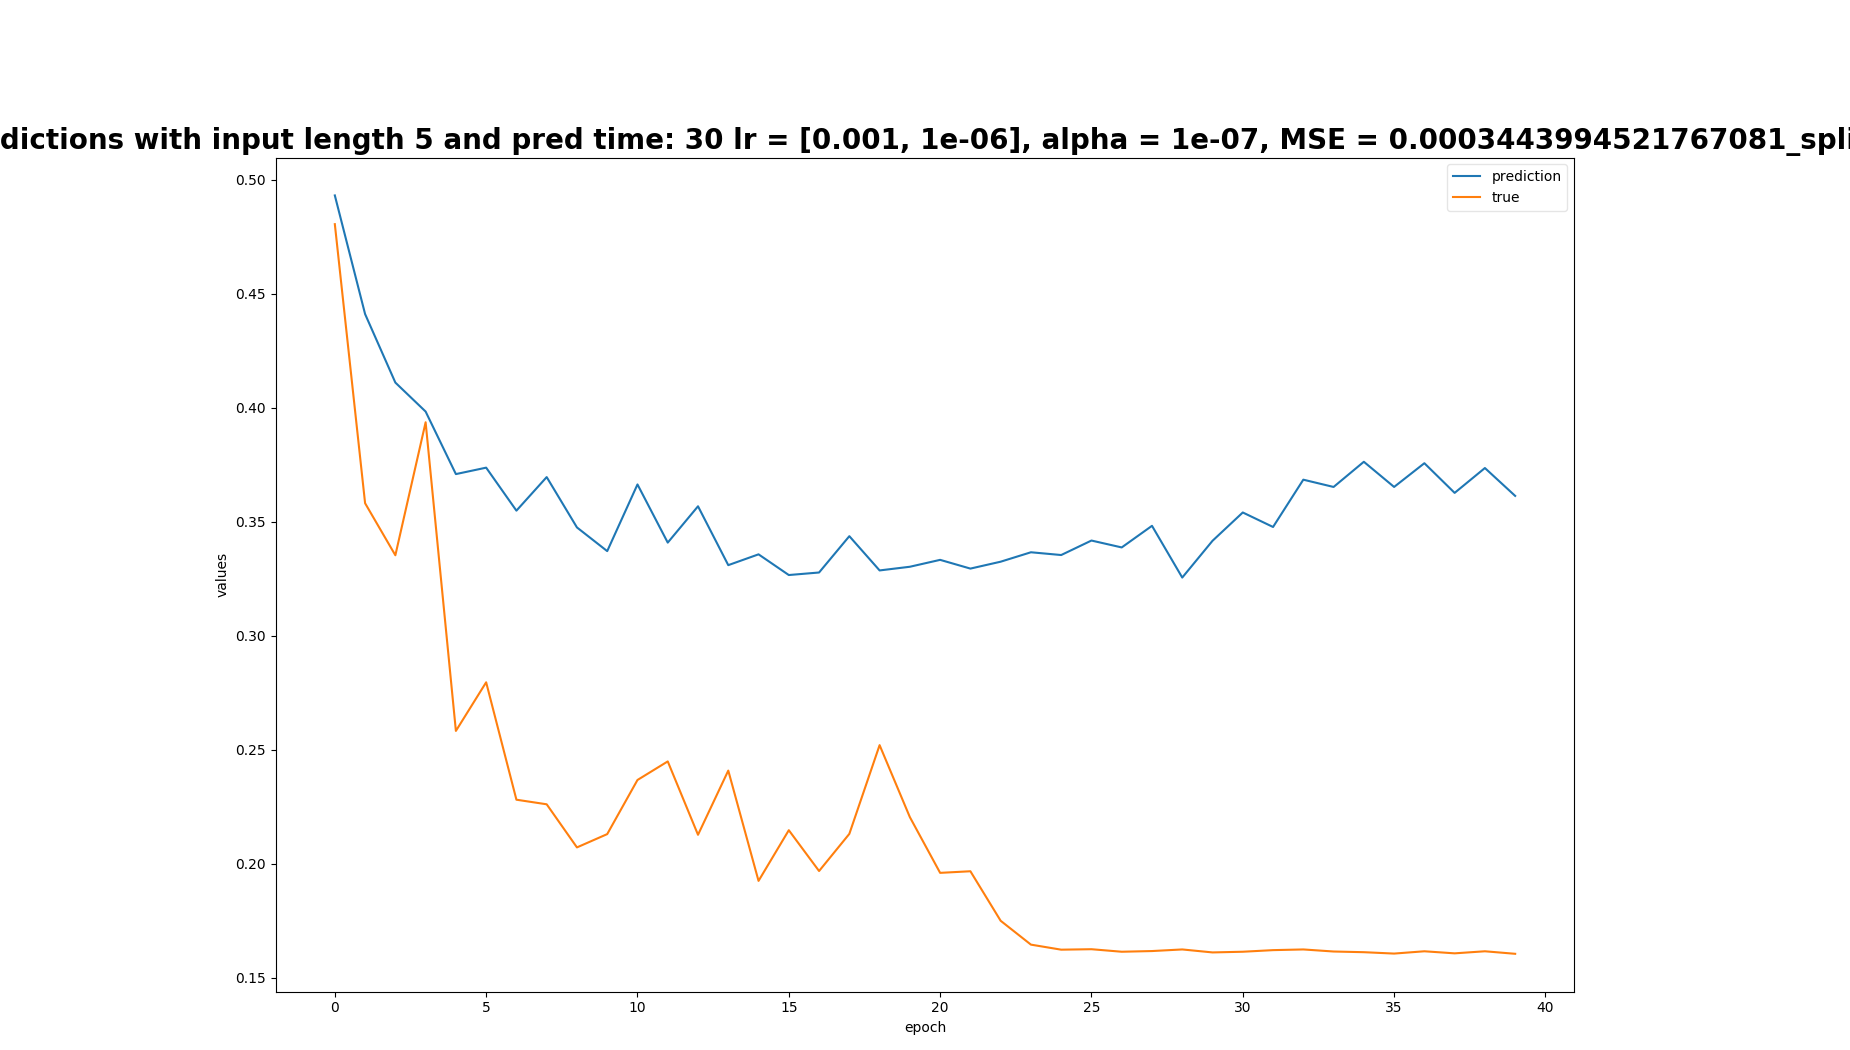 dictions with input length 5 and pred time: 30 lr = [0.001, 1e-06], alpha = 1e-07, MSE = 0.0003443994521767081_spli
prediction
true
0.50
0.45
0.40
0.35
0.30
0.25
0.20
0.15
values
0 5 10 15 20 25 30 35 40
epoch